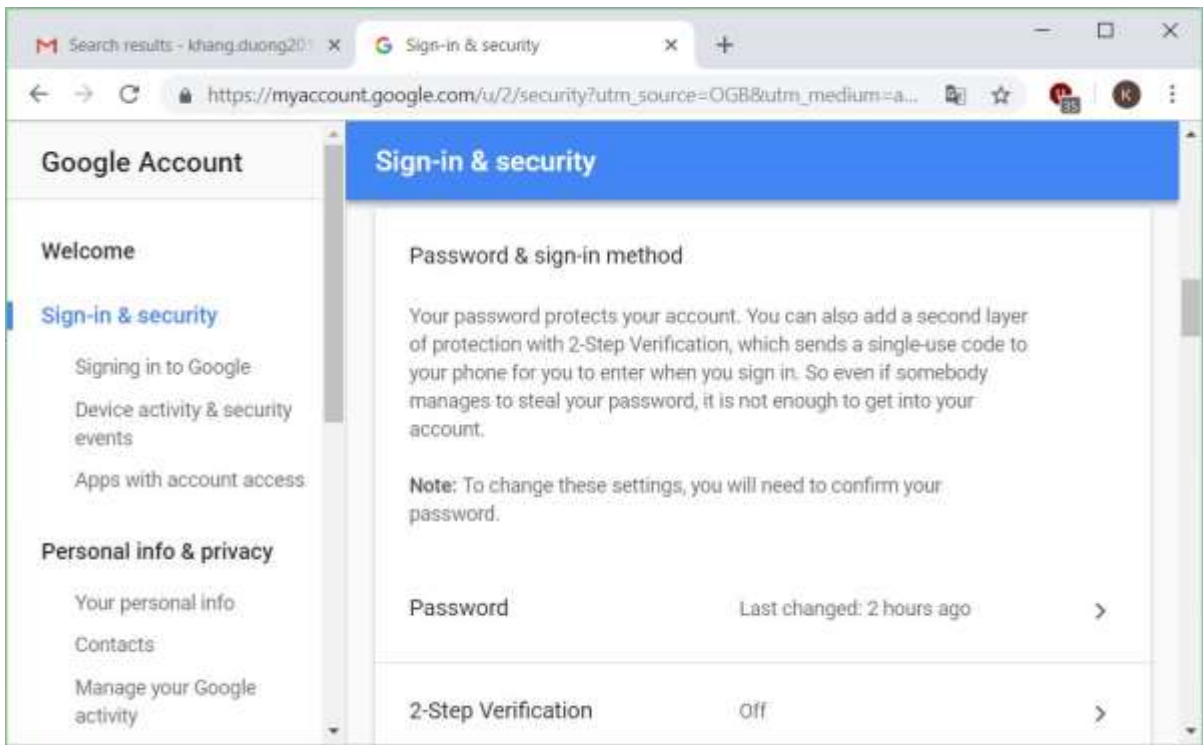 Search results - khang.duong201
Sign-in & security
https://myaccount.google.com/u/2/security?utm_source=OGB&utm_medium=a...
35
K
Google Account
Sign-in & security
Welcome
Sign-in & security
Signing in to Google
Device activity & security
events
Apps with account access
Personal info & privacy
Your personal info
Contacts
Manage your Google
activity
Password & sign-in method
Your password protects your account. You can also add a second layer
of protection with 2-Step Verification, which sends a single-use code to
your phone for you to enter when you sign in. So even if somebody
manages to steal your password, it is not enough to get into your
account.
Note: To change these settings, you will need to confirm your
password.
Password Last changed: 2 hours ago
2-Step Verification Off